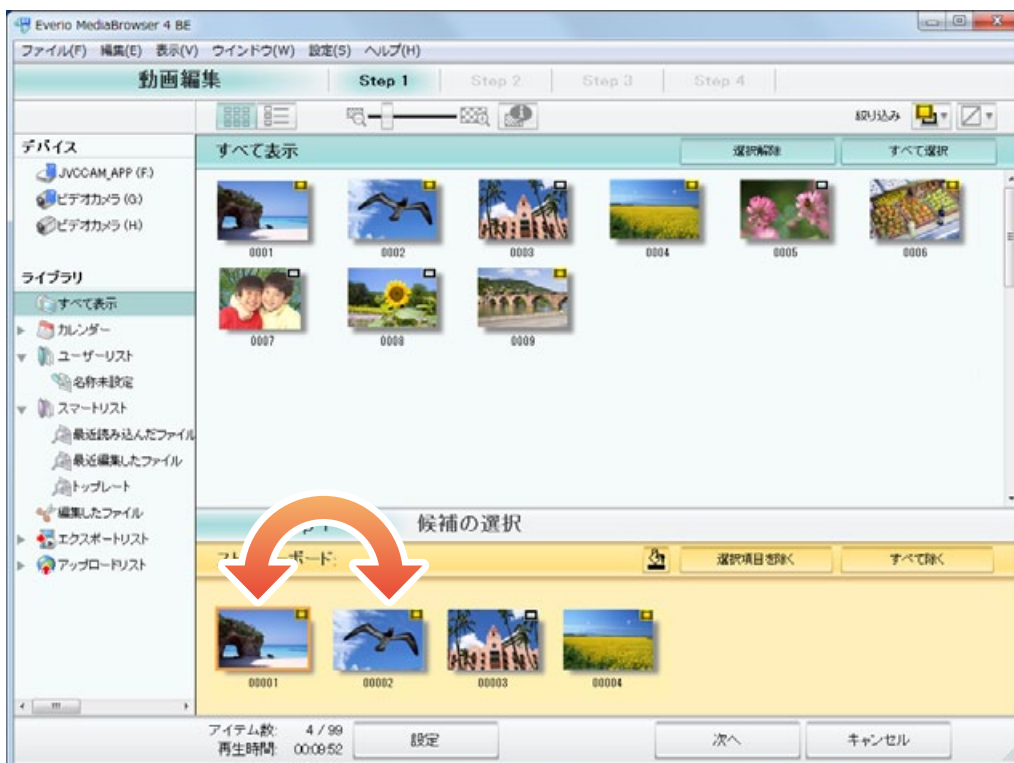 Everio MediaBrowser 4 BE
ファイル(F) 編集(E) 表示(V) ウインドウ(W) 設定(S) ヘルプ(H)
動画編集 Step 1 Step 2 Step 3 Step 4
絞り込み
デバイス
JVCCAM_APP (F:)
ビデオカメラ (G:)
ビデオカメラ (H)
ライブラリ
すべて表示
カレンダー
ユーザーリスト
名称未設定
スマートリスト
最近読み込んだファイル
最近編集したファイル
トップレート
編集したファイル
エクスポートリスト
アップロードリスト
すべて表示 選択解除 すべて選択
0001 0002 0003 0004 0005 0006
0007 0008 0009
候補の選択
選択項目を除く すべて除く
00001 00002 00003 00004
アイテム数: 4 / 99
再生時間: 00:09:52
設定 次へ キャンセル